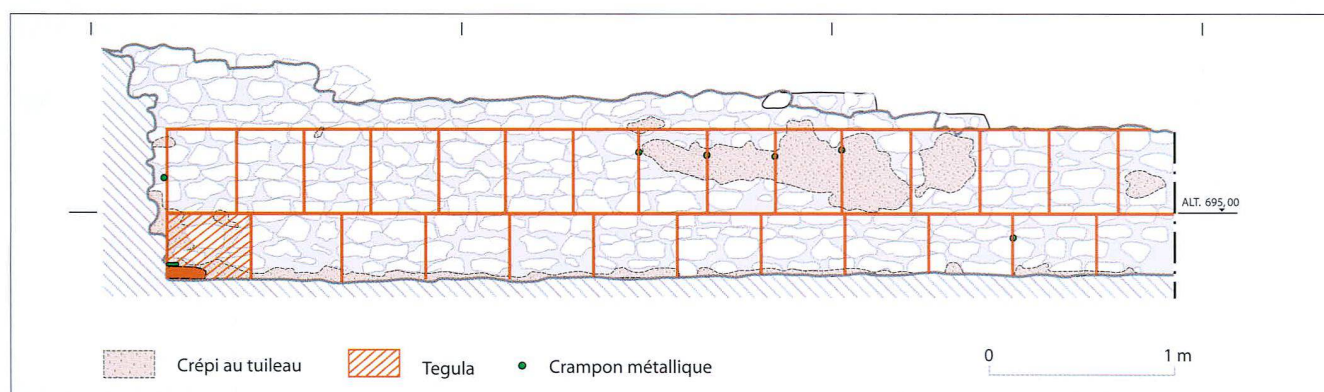 ALT. 695,00
Crépi au tuileau
Tegula
Crampon métallique
0 1 m